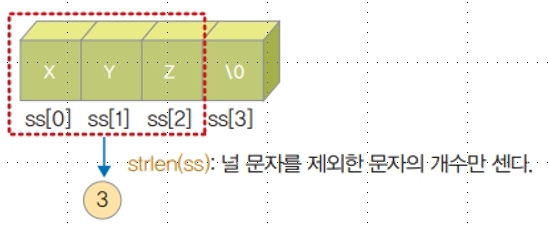 X Y Z \0
ss[0] ss[1] ss[2] ss[3]
strlen(ss): 널 문자를 제외한 문자의 개수만 센다.
3